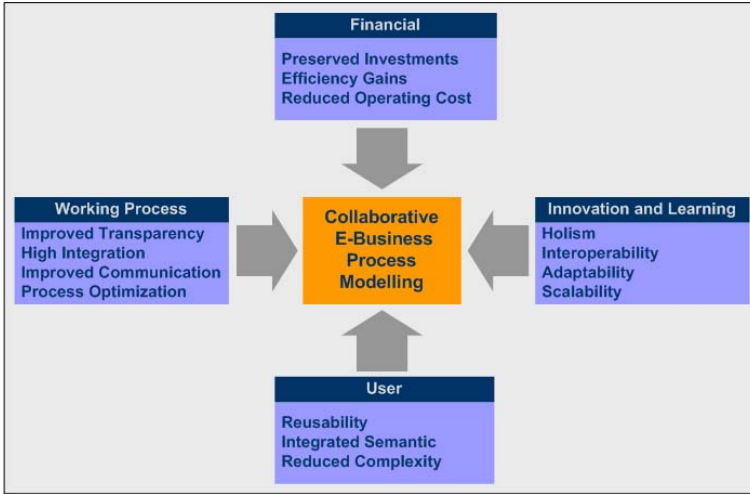 Financial
Preserved Investments
Efficiency Gains
Reduced Operating Cost
Working Process
Improved Transparency
High Integration
Improved Communication
Process Optimization
Collaborative
E-Business
Process
Modelling
Innovation and Learning
Holism
Interoperability
Adaptability
Scalability
User
Reusability
Integrated Semantic
Reduced Complexity